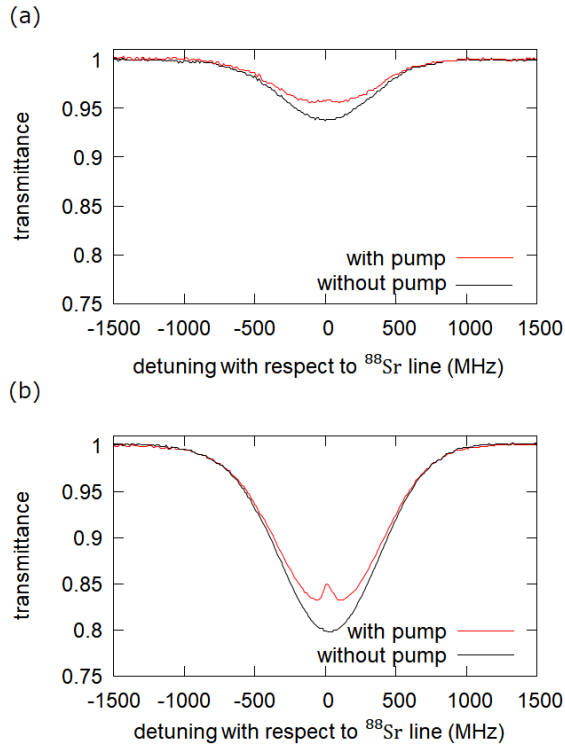 (a)
1
0.95
0.9
0.85
0.8
0.75
transmittance
with pump
without pump
-1500 -1000 -500 0 500 1000 1500
detuning with respect to ⁸⁸Sr line (MHz)
(b)
1
0.95
0.9
0.85
0.8
0.75
transmittance
with pump
without pump
-1500 -1000 -500 0 500 1000 1500
detuning with respect to ⁸⁸Sr line (MHz)